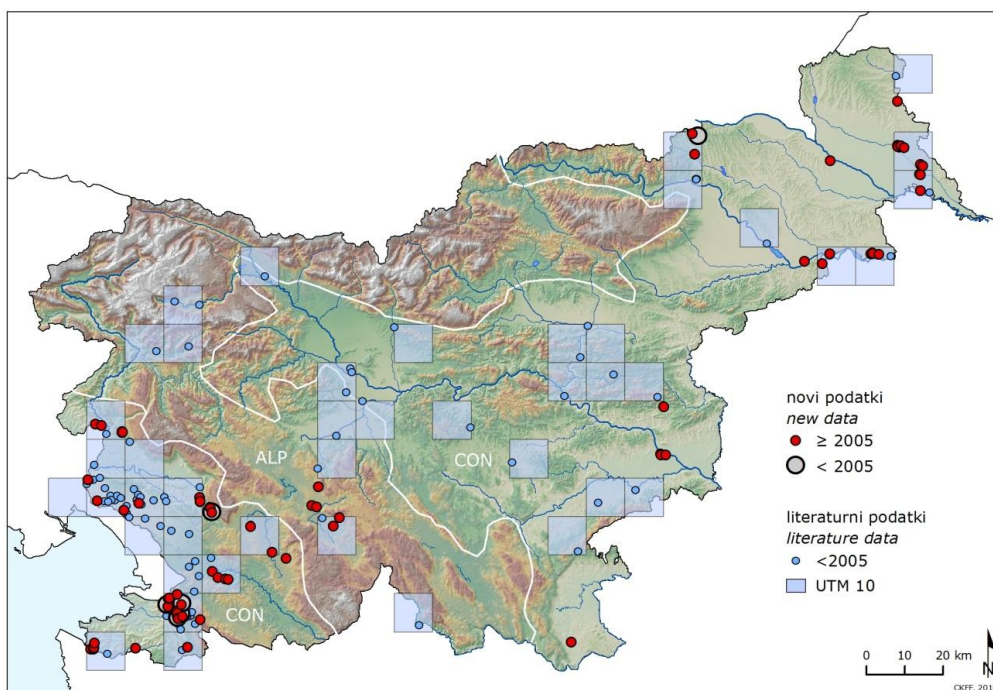 ALP
CON
CON
novi podatki
new data
≥ 2005
< 2005
literaturni podatki
literature data
<2005
UTM 10
0 10 20 km
N